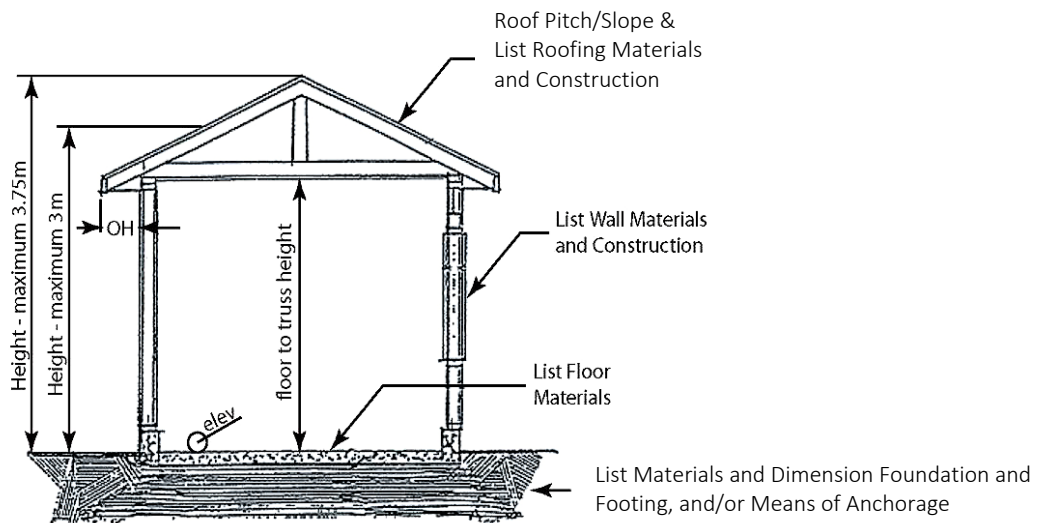 Roof Pitch/Slope &
List Roofing Materials
and Construction
Height - maximum 3.75m
Height - maximum 3m
OH
floor to truss height
List Wall Materials
and Construction
List Floor
Materials
elev
List Materials and Dimension Foundation and
Footing, and/or Means of Anchorage